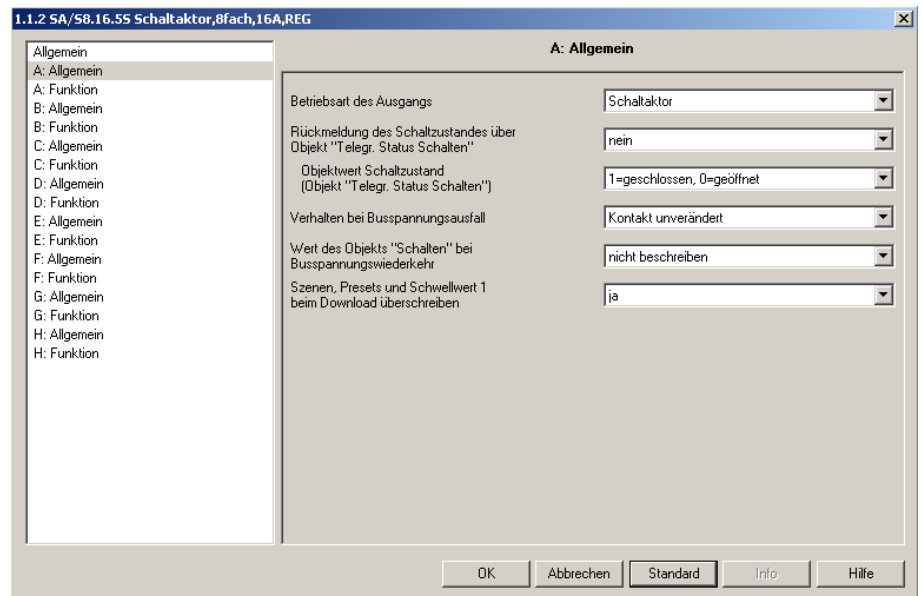 1.1.2 SA/S8.16.5S Schaltaktor,8fach,16A,REG
Allgemein
A: Allgemein
A: Funktion
B: Allgemein
B: Funktion
C: Allgemein
C: Funktion
D: Allgemein
D: Funktion
E: Allgemein
E: Funktion
F: Allgemein
F: Funktion
G: Allgemein
G: Funktion
H: Allgemein
H: Funktion
A: Allgemein
Betriebsart des Ausgangs
Schaltaktor
Rückmeldung des Schaltzustandes über
Objekt "Telegr. Status Schalten"
nein
Objektwert Schaltzustand
(Objekt "Telegr. Status Schalten")
1=geschlossen, 0=geöffnet
Verhalten bei Busspannungsausfall
Kontakt unverändert
Wert des Objekts "Schalten" bei
Busspannungswiederkehr
nicht beschreiben
Szenen, Presets und Schwellwert 1
beim Download überschreiben
ja
OK
Abbrechen
Standard
Info
Hilfe